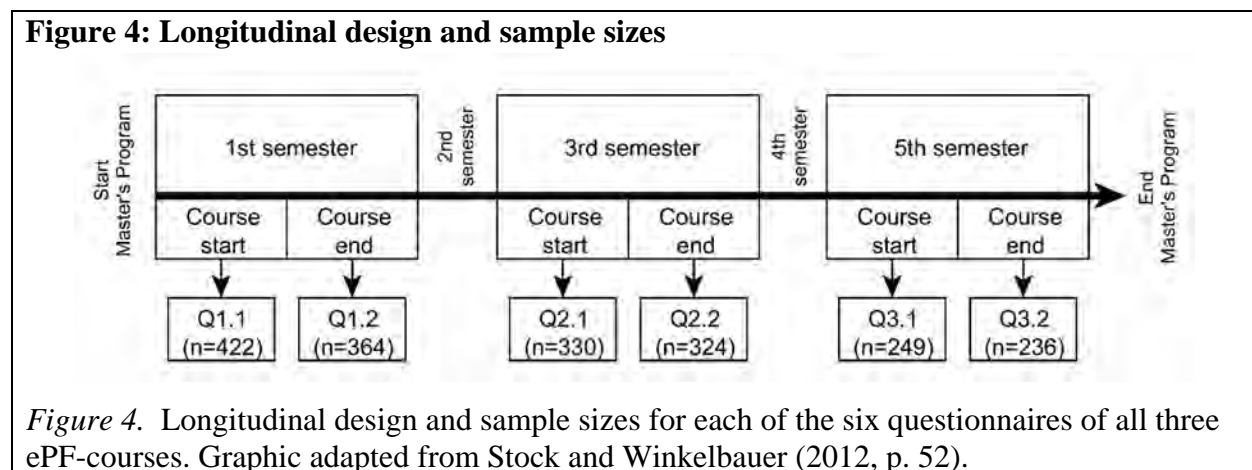 Figure 4: Longitudinal design and sample sizes
Start
Master's Program
1st semester
2nd
semester
3rd semester
4th
semester
5th semester
End
Master's Program
Course
start
Course
end
Course
start
Course
end
Course
start
Course
end
Q1.1
(n=422)
Q1.2
(n=364)
Q2.1
(n=330)
Q2.2
(n=324)
Q3.1
(n=249)
Q3.2
(n=236)
Figure 4. Longitudinal design and sample sizes for each of the six questionnaires of all three
ePF-courses. Graphic adapted from Stock and Winkelbauer (2012, p. 52).